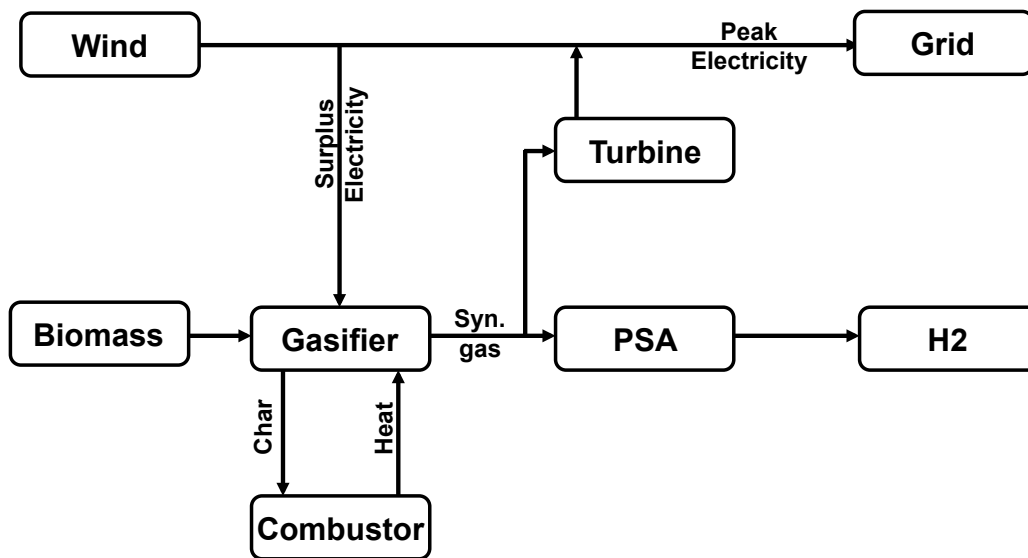 Wind
Peak
Electricity
Grid
Surplus
Electricity
Turbine
Biomass
Gasifier
Syn.
gas
PSA
H2
Char
Heat
Combustor